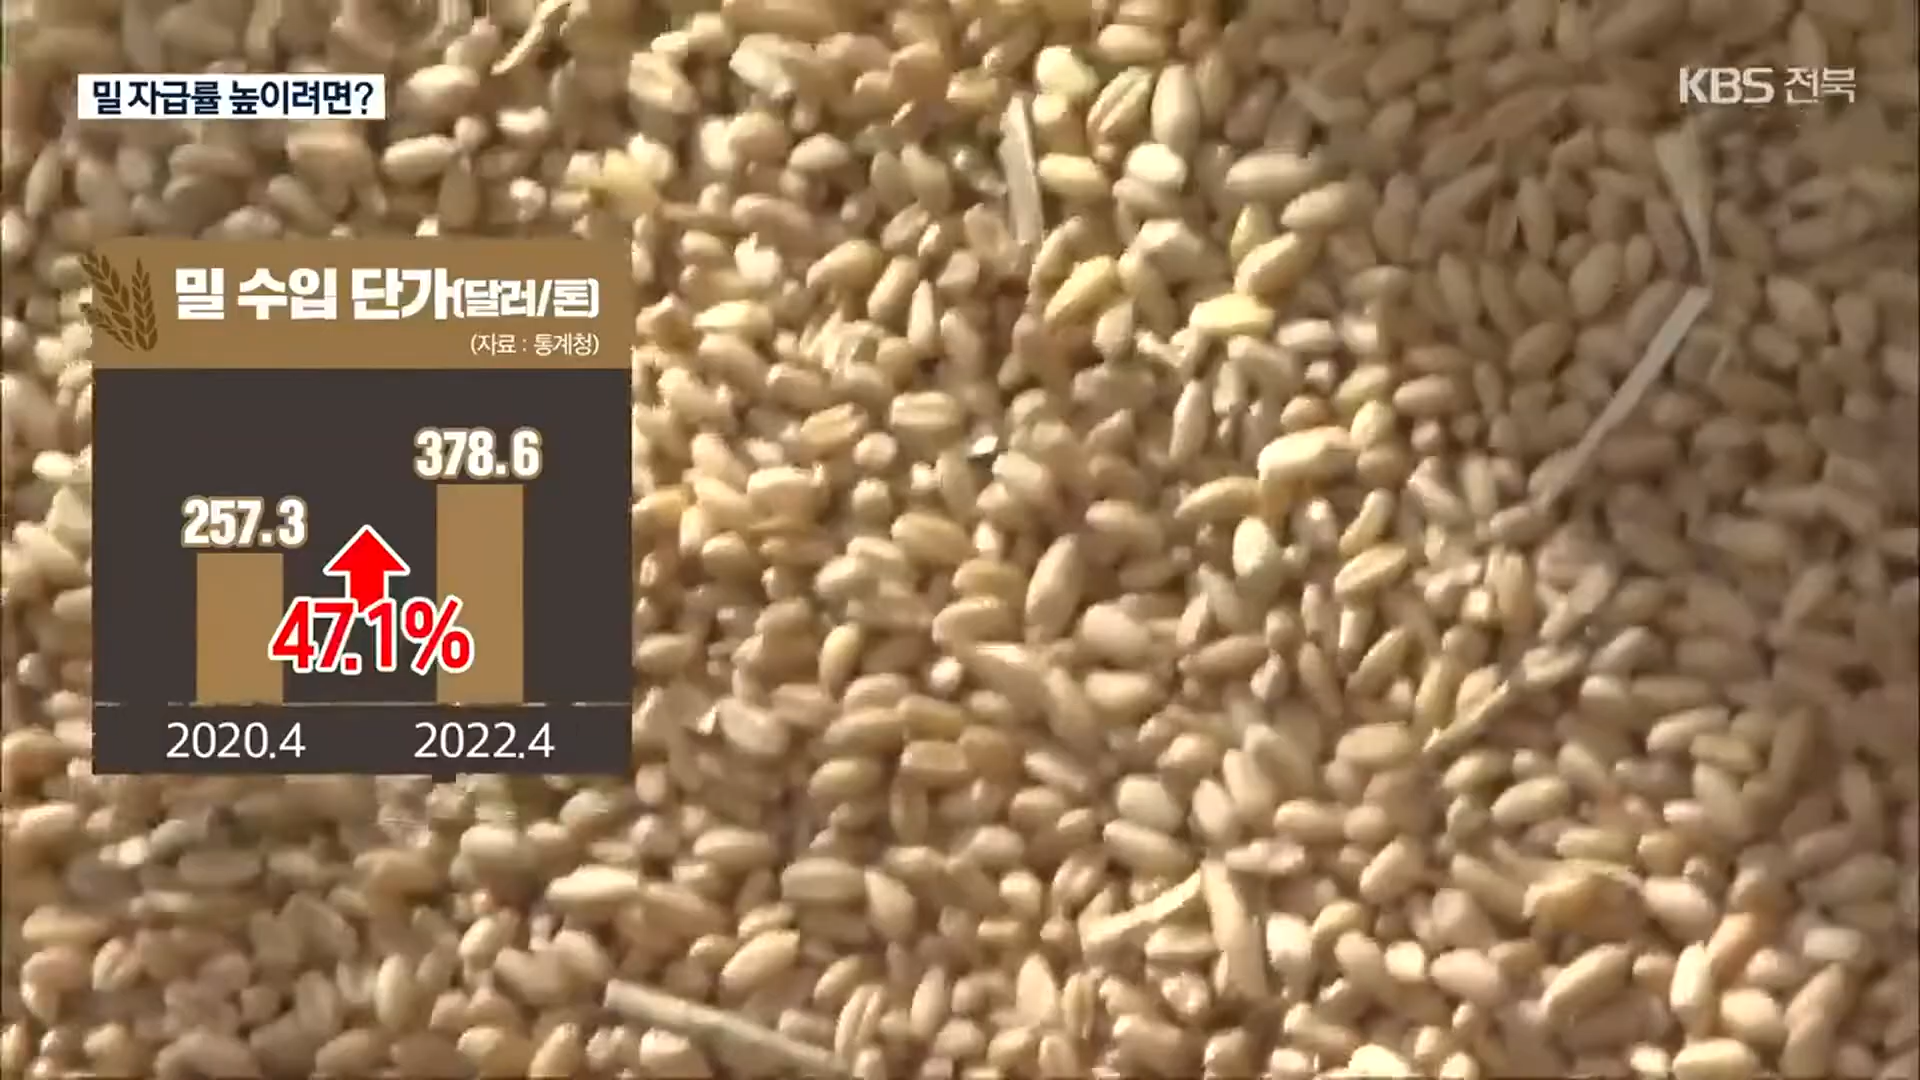 밀 자급률 높이려면?
KBS 전북
밀 수입 단가(달러/톤)
(자료 : 통계청)
378.6
257.3
47.1%
2020.4 2022.4